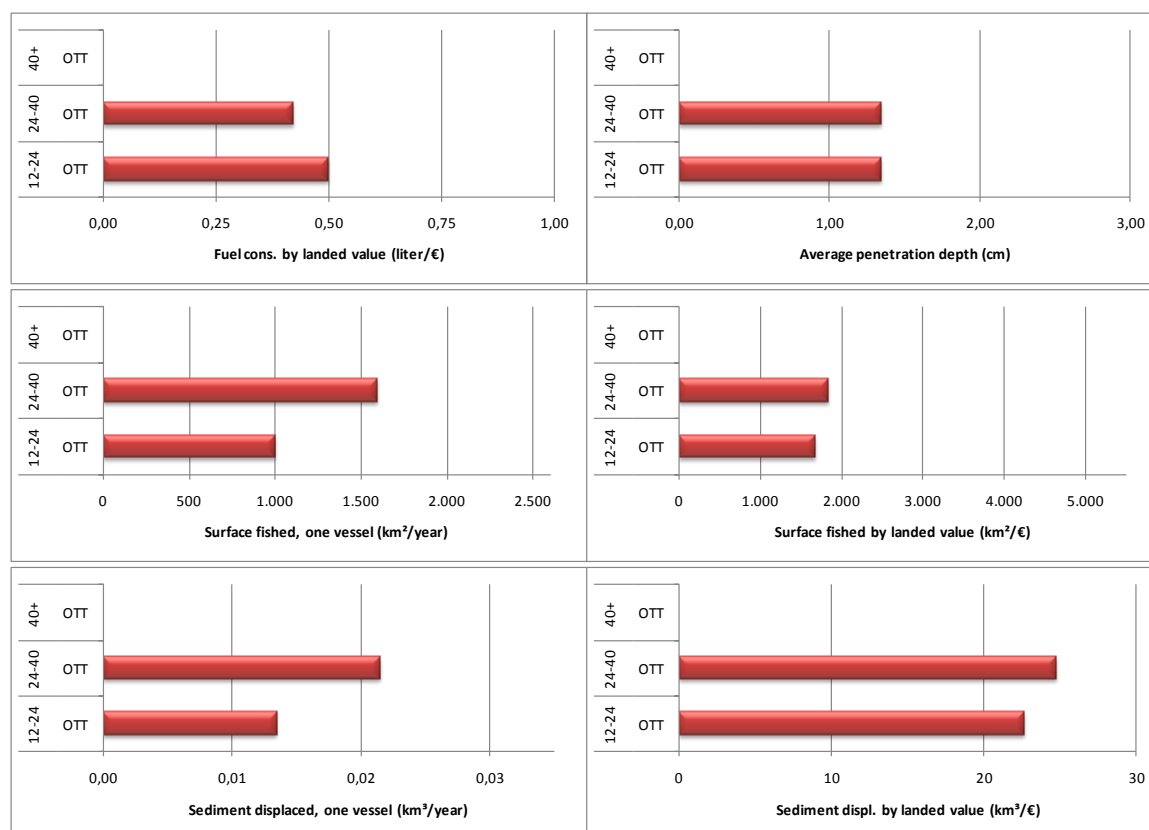 40+ OTT
24-40 OTT
12-24 OTT
0,00 0,25 0,50 0,75 1,00
Fuel cons. by landed value (liter/€)
40+ OTT
24-40 OTT
12-24 OTT
0,00 1,00 2,00 3,00
Average penetration depth (cm)
40+ OTT
24-40 OTT
12-24 OTT
0 500 1.000 1.500 2.000 2.500
Surface fished, one vessel (km²/year)
40+ OTT
24-40 OTT
12-24 OTT
0 1.000 2.000 3.000 4.000 5.000
Surface fished by landed value (km²/€)
40+ OTT
24-40 OTT
12-24 OTT
0,00 0,01 0,02 0,03
Sediment displaced, one vessel (km³/year)
40+ OTT
24-40 OTT
12-24 OTT
0 10 20 30
Sediment displ. by landed value (km³/€)